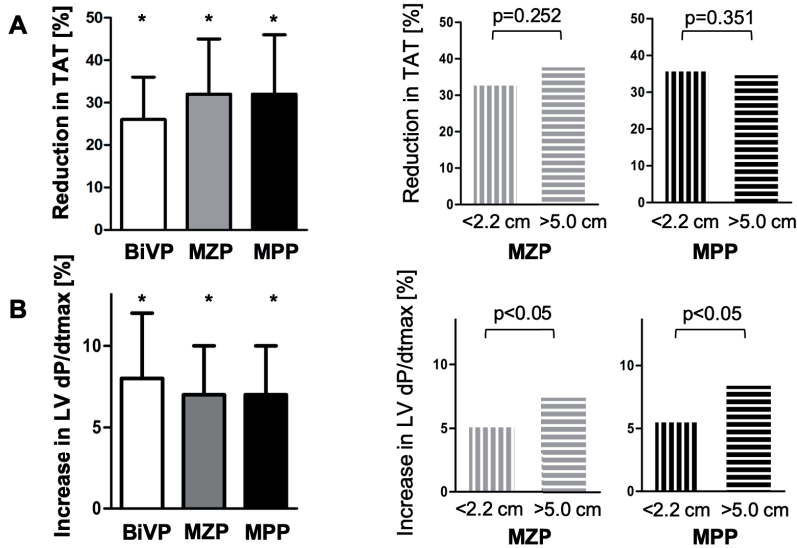 A
Reduction in TAT [%]
50
40
30
20
10
0
* * *
BiVP MZP MPP
Reduction in TAT [%]
50
40
30
20
10
0
p=0.252
<2.2 cm >5.0 cm
MZP
50
40
30
20
10
0
p=0.351
<2.2 cm >5.0 cm
MPP
B
Increase in LV dP/dtmax [%]
10
5
0
* * *
BiVP MZP MPP
Increase in LV dP/dtmax [%]
10
5
0
p<0.05
<2.2 cm >5.0 cm
MZP
10
5
0
p<0.05
<2.2 cm >5.0 cm
MPP